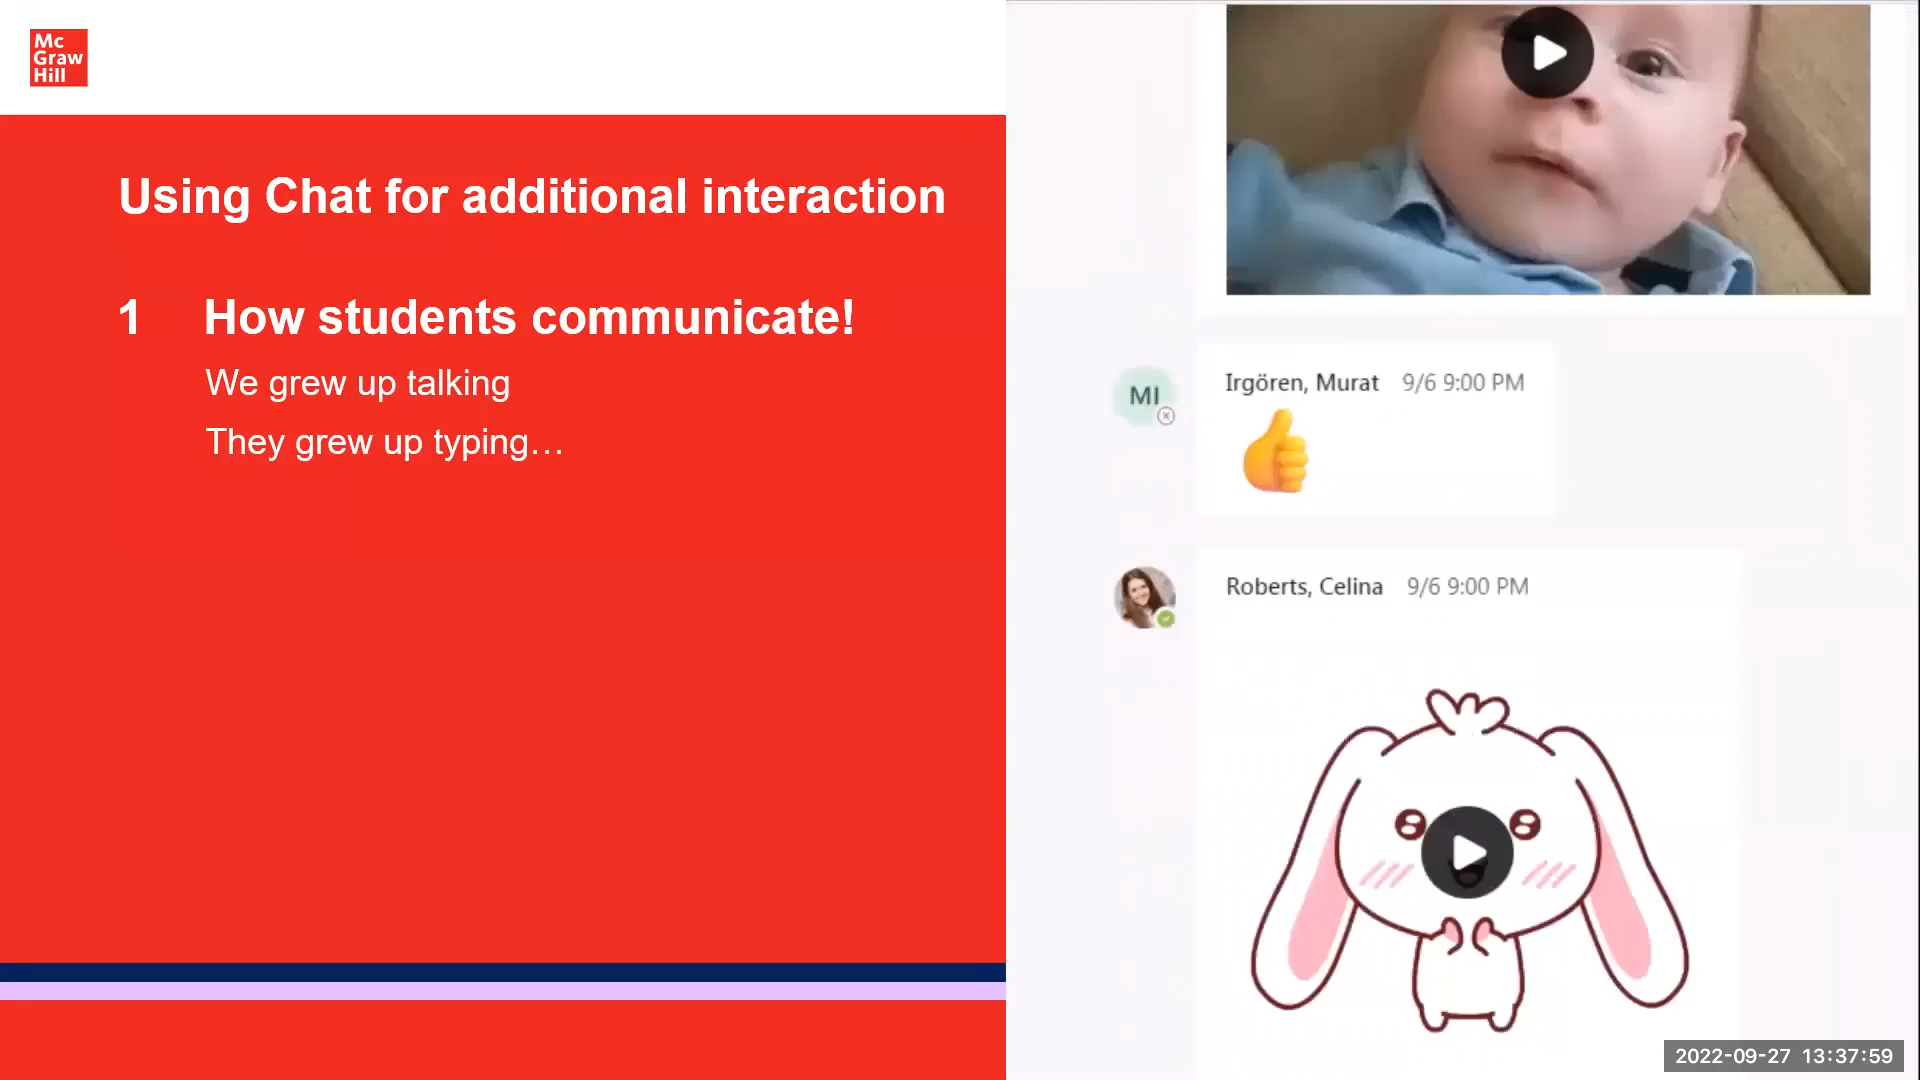 Mc
Graw
Hill
Using Chat for additional interaction
1 How students communicate!
We grew up talking
They grew up typing…
MI
Irgören, Murat 9/6 9:00 PM
Roberts, Celina 9/6 9:00 PM
2022-09-27 13:37:59